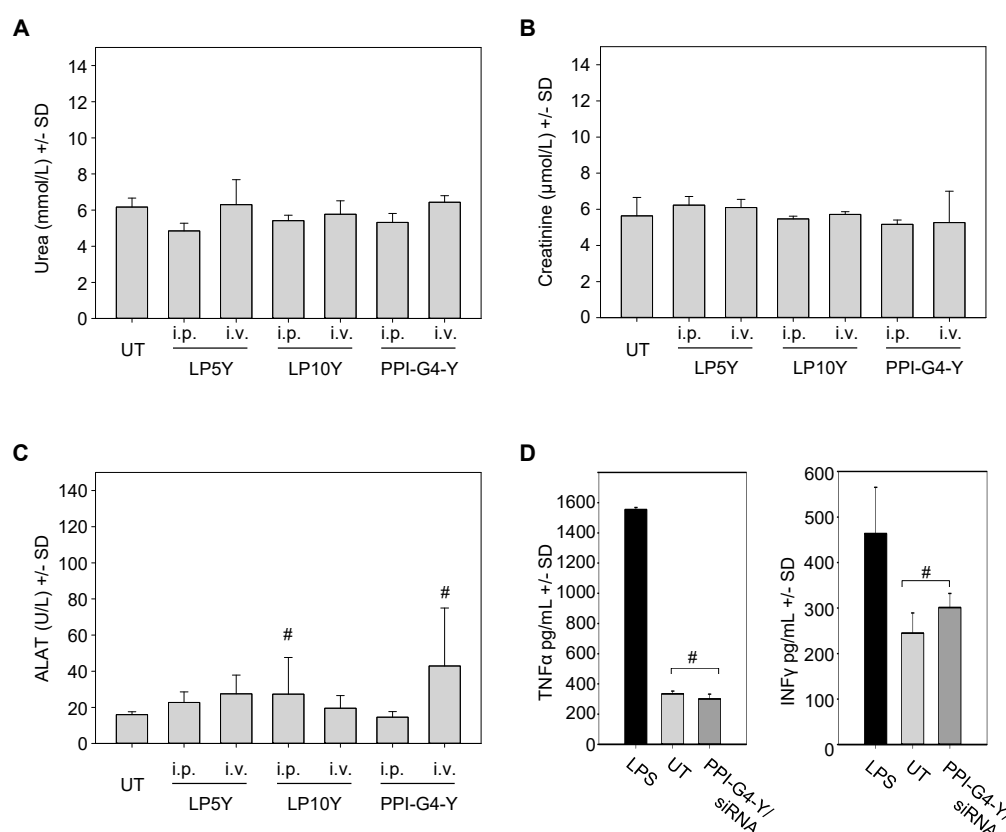 A
Urea (mmol/L) +/- SD
14
12
10
8
6
4
2
0
UT
i.p. i.v. i.p. i.v. i.p. i.v.
LP5Y LP10Y PPI-G4-Y
B
Creatinine (µmol/L) +/- SD
14
12
10
8
6
4
2
0
UT
i.p. i.v. i.p. i.v. i.p. i.v.
LP5Y LP10Y PPI-G4-Y
C
ALAT (U/L) +/- SD
140
120
100
80
60
40
20
0
# #
UT
i.p. i.v. i.p. i.v. i.p. i.v.
LP5Y LP10Y PPI-G4-Y
D
TNFα pg/mL +/- SD
1600
1400
1200
1000
1600
400
200
0
#
LPS
UT
PPI-G4-Y/
siRNA
INFγ pg/mL +/- SD
600
500
400
300
200
100
0
#
LPS
UT
PPI-G4-Y/
siRNA